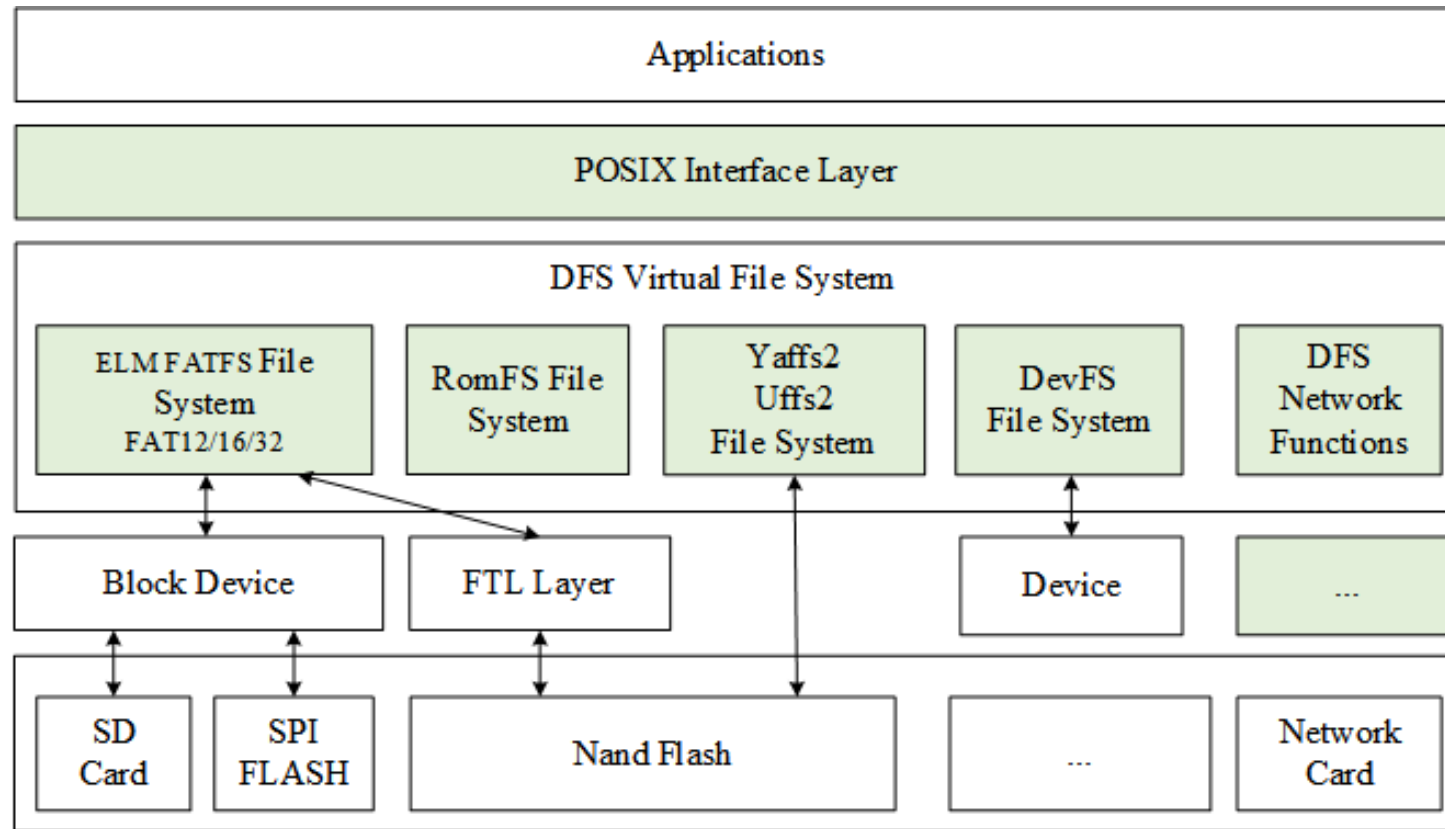 Applications
POSIX Interface Layer
DFS Virtual File System
ELM FATFS File
System
FAT12/16/32
RomFS File
System
Yaffs2
Uffs2
File System
DevFS
File System
DFS
Network
Functions
Block Device
FTL Layer
Device
...
SD
Card
SPI
FLASH
Nand Flash
...
Network
Card